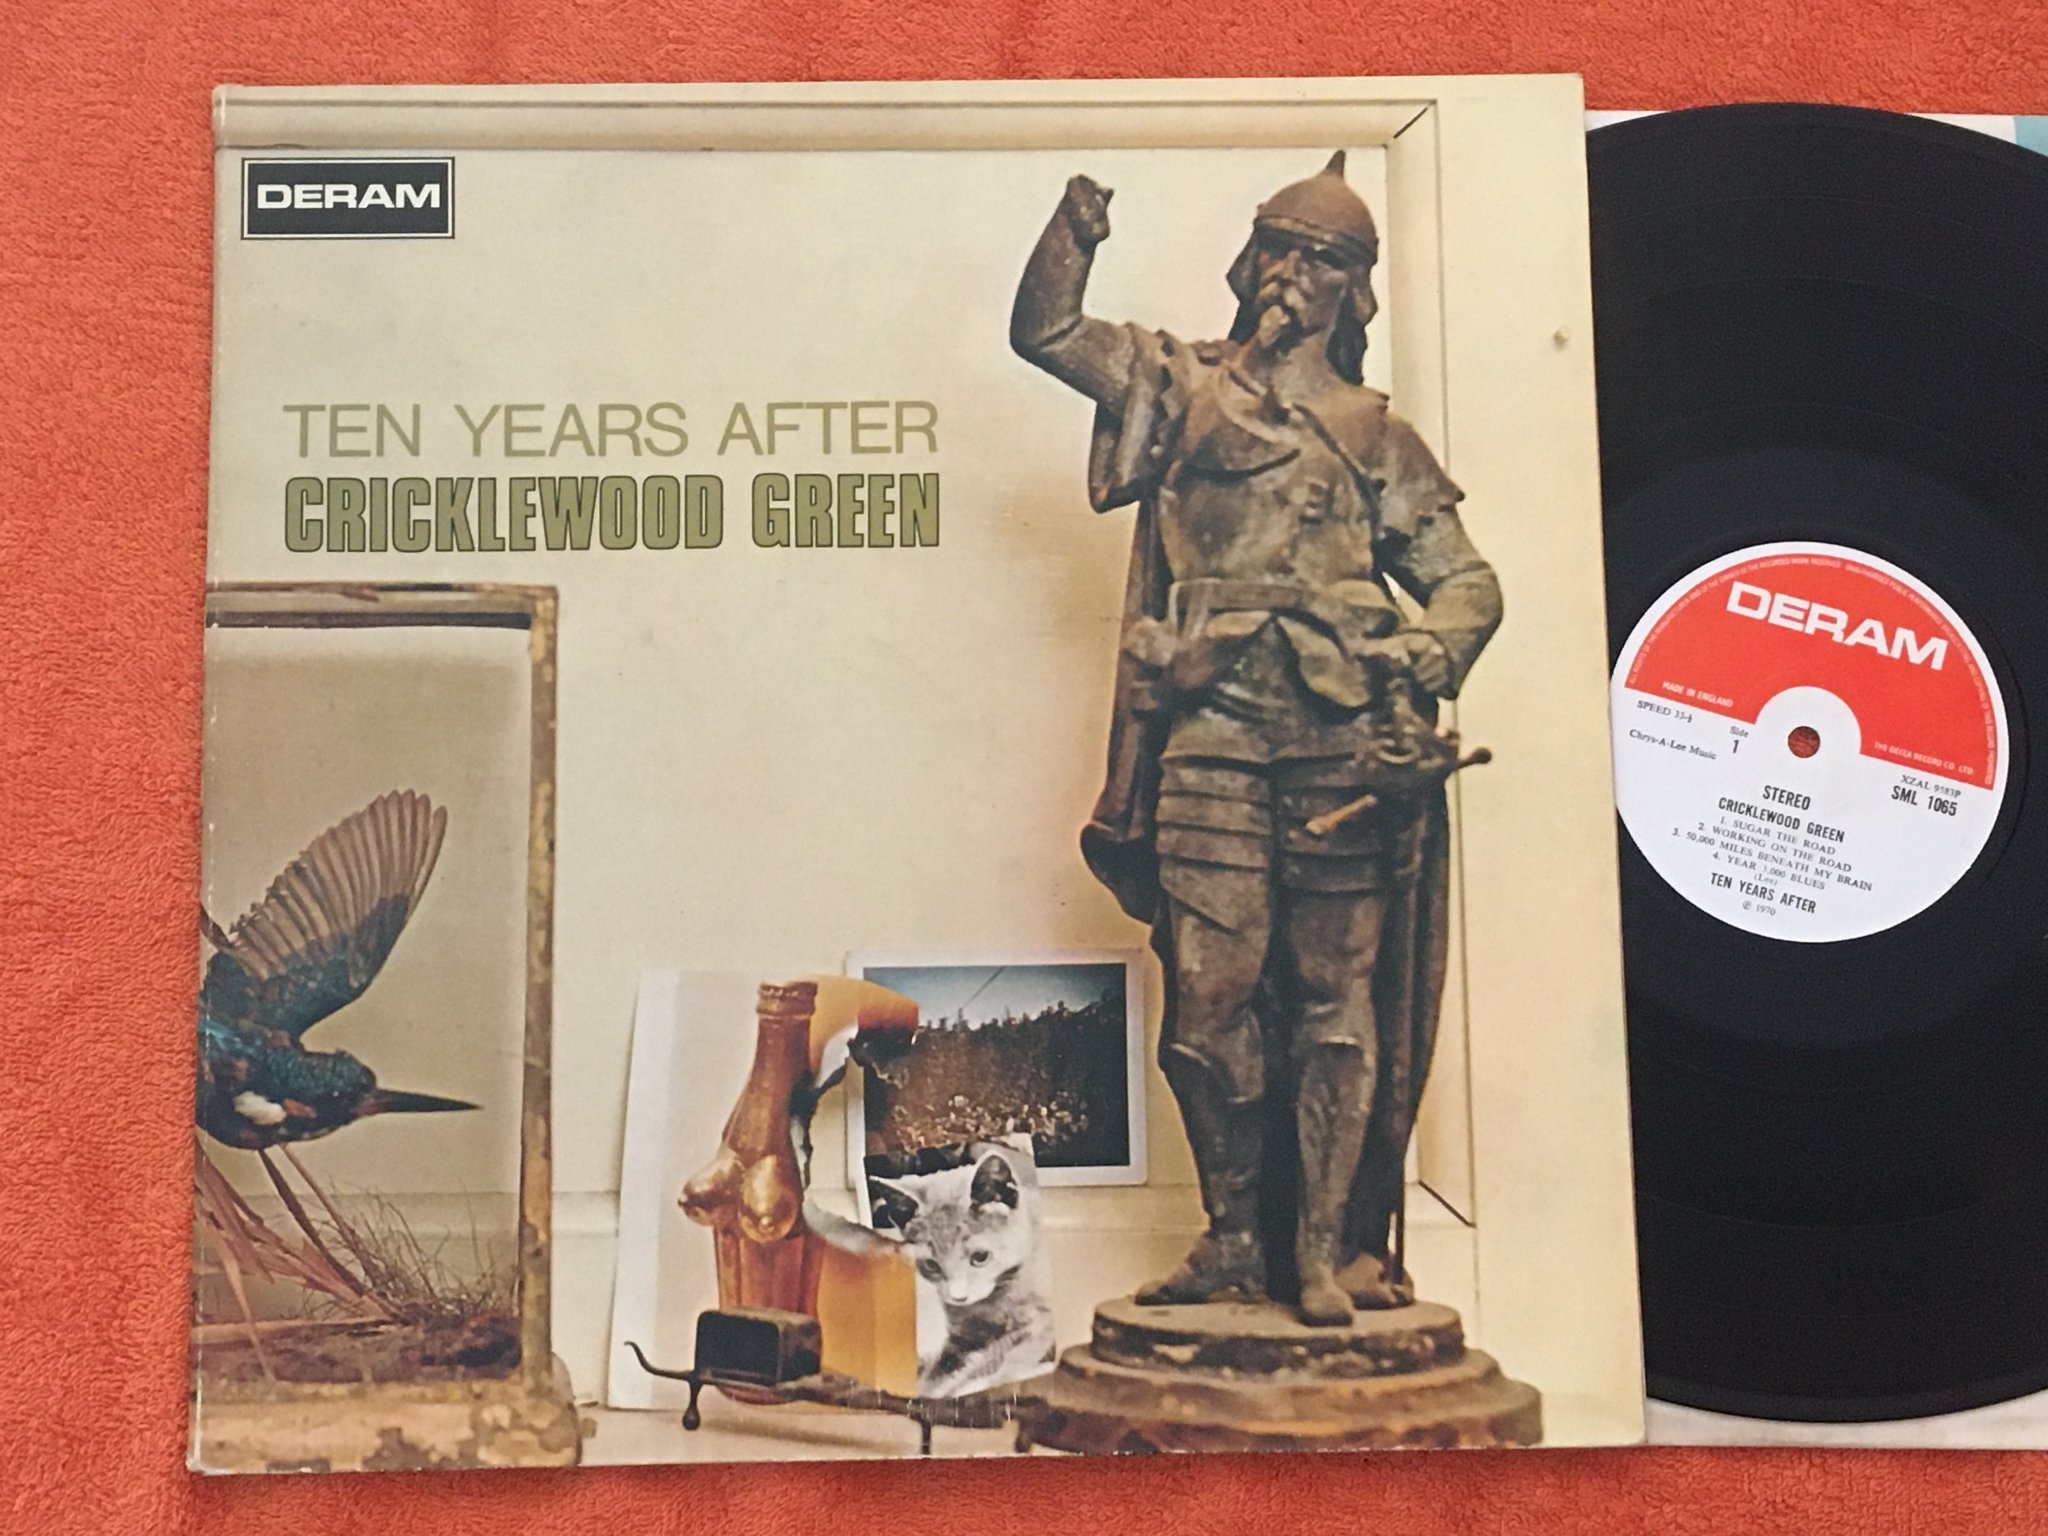 DERAM
TEN YEARS AFTER
CRICKLEWOOD GREEN
DERAM
MADE IN ENGLAND
THE DECCA RECORD CO. LTD.
SPEED 33⅓
Side
1
Chrys-A-Lee Music
XZAL 9583P
SML 1065
STEREO
CRICKLEWOOD GREEN
1. SUGAR THE ROAD
2. WORKING ON THE ROAD
3. 50,000 MILES BENEATH MY BRAIN
4. YEAR 3,000 BLUES
(Lee)
TEN YEARS AFTER
℗ 1970